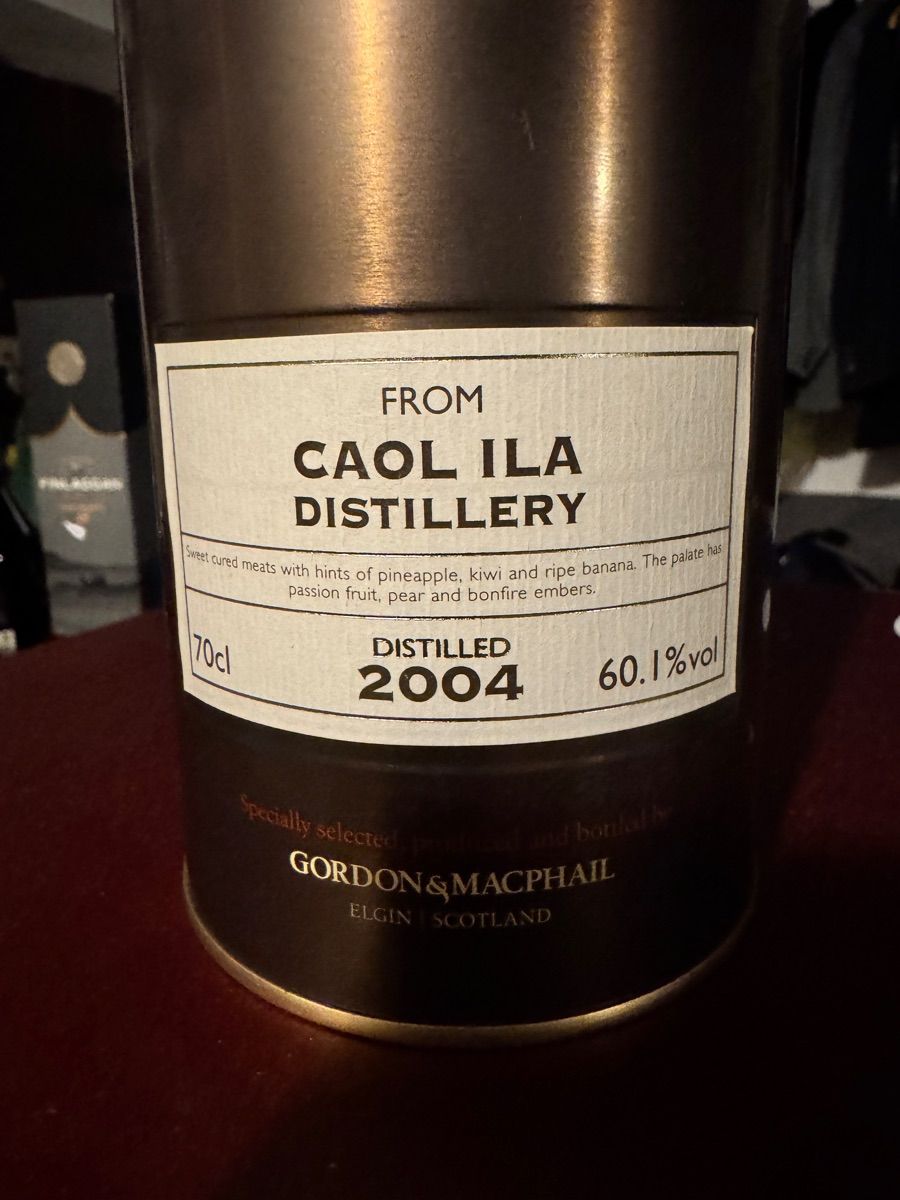 FROM
CAOL ILA
DISTILLERY
Sweet cured meats with hints of pineapple, kiwi and ripe banana. The palate has
passion fruit, pear and bonfire embers.
70cl
DISTILLED
2004
60.1%vol
Specially selected, produced and bottled by
GORDON & MACPHAIL
ELGIN | SCOTLAND
FINLAGGAN